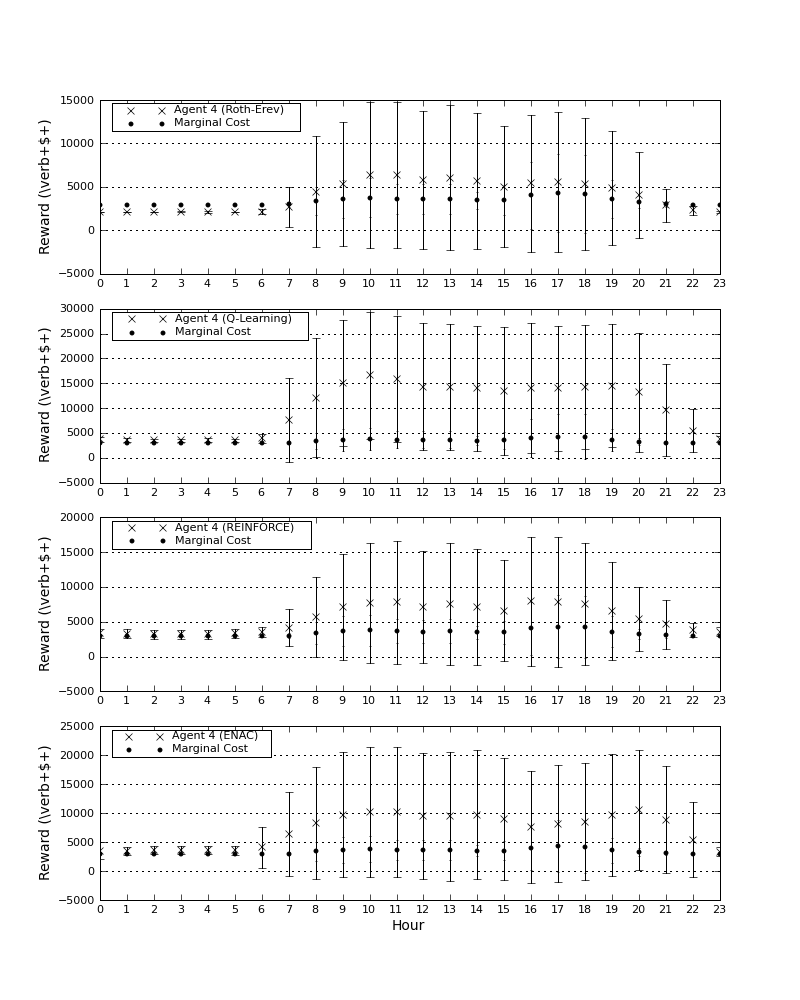 15000
Agent 4 (Roth-Erev)
Marginal Cost
10000
5000
0
−5000
Reward (\verb+$+)
0 1 2 3 4 5 6 7 8 9 10 11 12 13 14 15 16 17 18 19 20 21 22 23
30000
Agent 4 (Q-Learning)
Marginal Cost
25000
20000
15000
10000
5000
0
−5000
Reward (\verb+$+)
0 1 2 3 4 5 6 7 8 9 10 11 12 13 14 15 16 17 18 19 20 21 22 23
20000
Agent 4 (REINFORCE)
Marginal Cost
15000
10000
5000
0
−5000
Reward (\verb+$+)
0 1 2 3 4 5 6 7 8 9 10 11 12 13 14 15 16 17 18 19 20 21 22 23
25000
Agent 4 (ENAC)
Marginal Cost
20000
15000
10000
5000
0
−5000
Reward (\verb+$+)
0 1 2 3 4 5 6 7 8 9 10 11 12 13 14 15 16 17 18 19 20 21 22 23
Hour